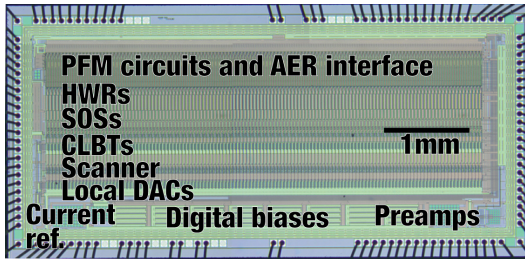 PFM circuits and AER interface
HWRs
SOSs
CLBTs
1mm
Scanner
Local DACs
Current ref.
Digital biases
Preamps